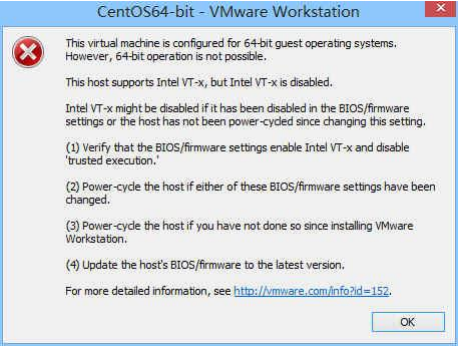 CentOS64-bit - VMware Workstation
This virtual machine is configured for 64-bit guest operating systems.
However, 64-bit operation is not possible.
This host supports Intel VT-x, but Intel VT-x is disabled.
Intel VT-x might be disabled if it has been disabled in the BIOS/firmware
settings or the host has not been power-cycled since changing this setting.
(1) Verify that the BIOS/firmware settings enable Intel VT-x and disable
'trusted execution.'
(2) Power-cycle the host if either of these BIOS/firmware settings have been
changed.
(3) Power-cycle the host if you have not done so since installing VMware
Workstation.
(4) Update the host's BIOS/firmware to the latest version.
For more detailed information, see http://vmware.com/info?id=152.
OK